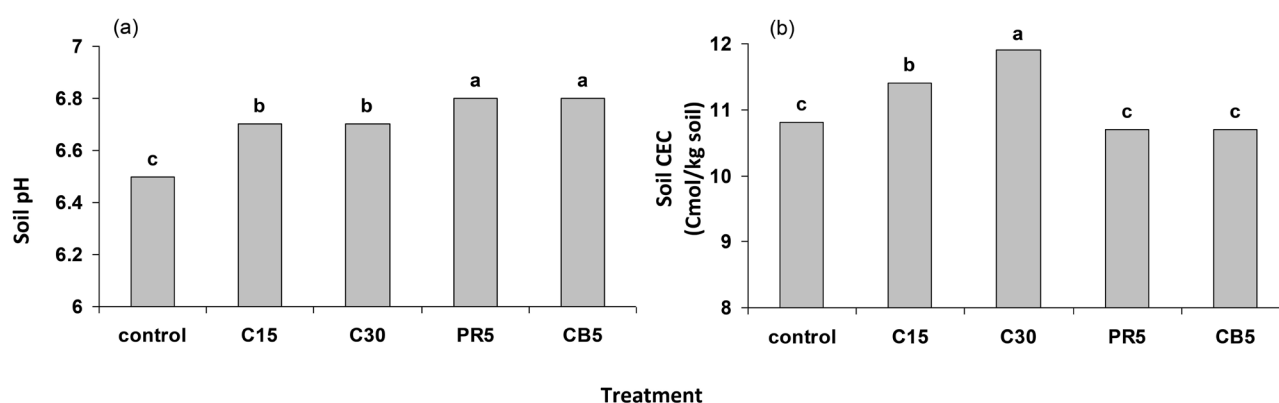 (a)
Soil pH
7
6.8
6.6
6.4
6.2
6
c
b
b
a
a
control C15 C30 PR5 CB5
(b)
Soil CEC
(Cmol/kg soil)
12
11
10
9
8
c
b
a
c
c
control C15 C30 PR5 CB5
Treatment